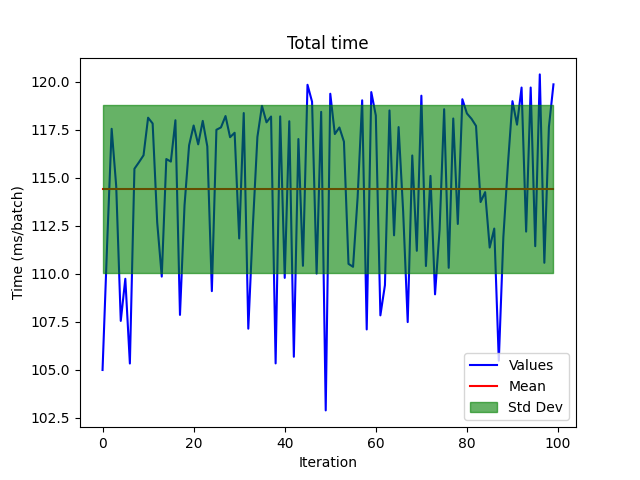 Total time
Time (ms/batch)
120.0
117.5
115.0
112.5
110.0
107.5
105.0
102.5
0 20 40 60 80 100
Iteration
Values
Mean
Std Dev